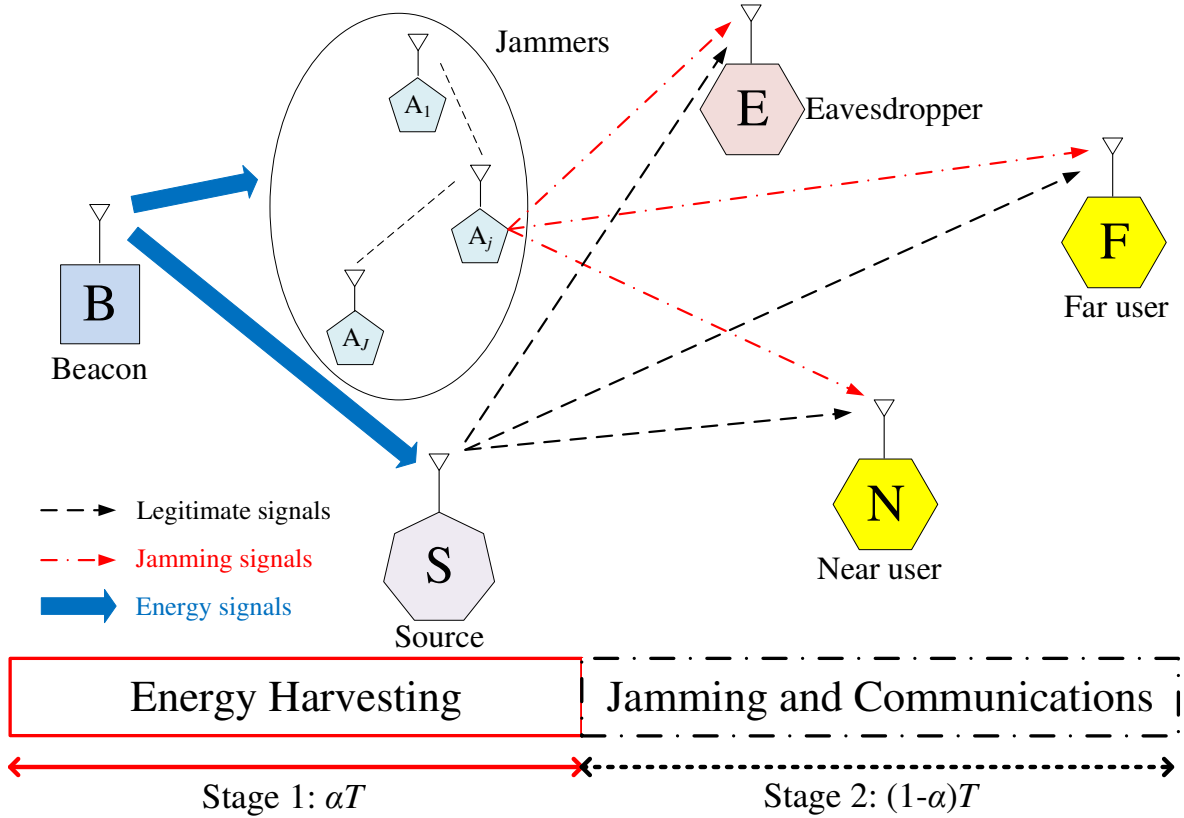 Jammers
A1
Aj
AJ
E
Eavesdropper
F
Far user
B
Beacon
N
Near user
S
Source
Legitimate signals
Jamming signals
Energy signals
Energy Harvesting
Jamming and Communications
Stage 1: αT
Stage 2: (1-α)T